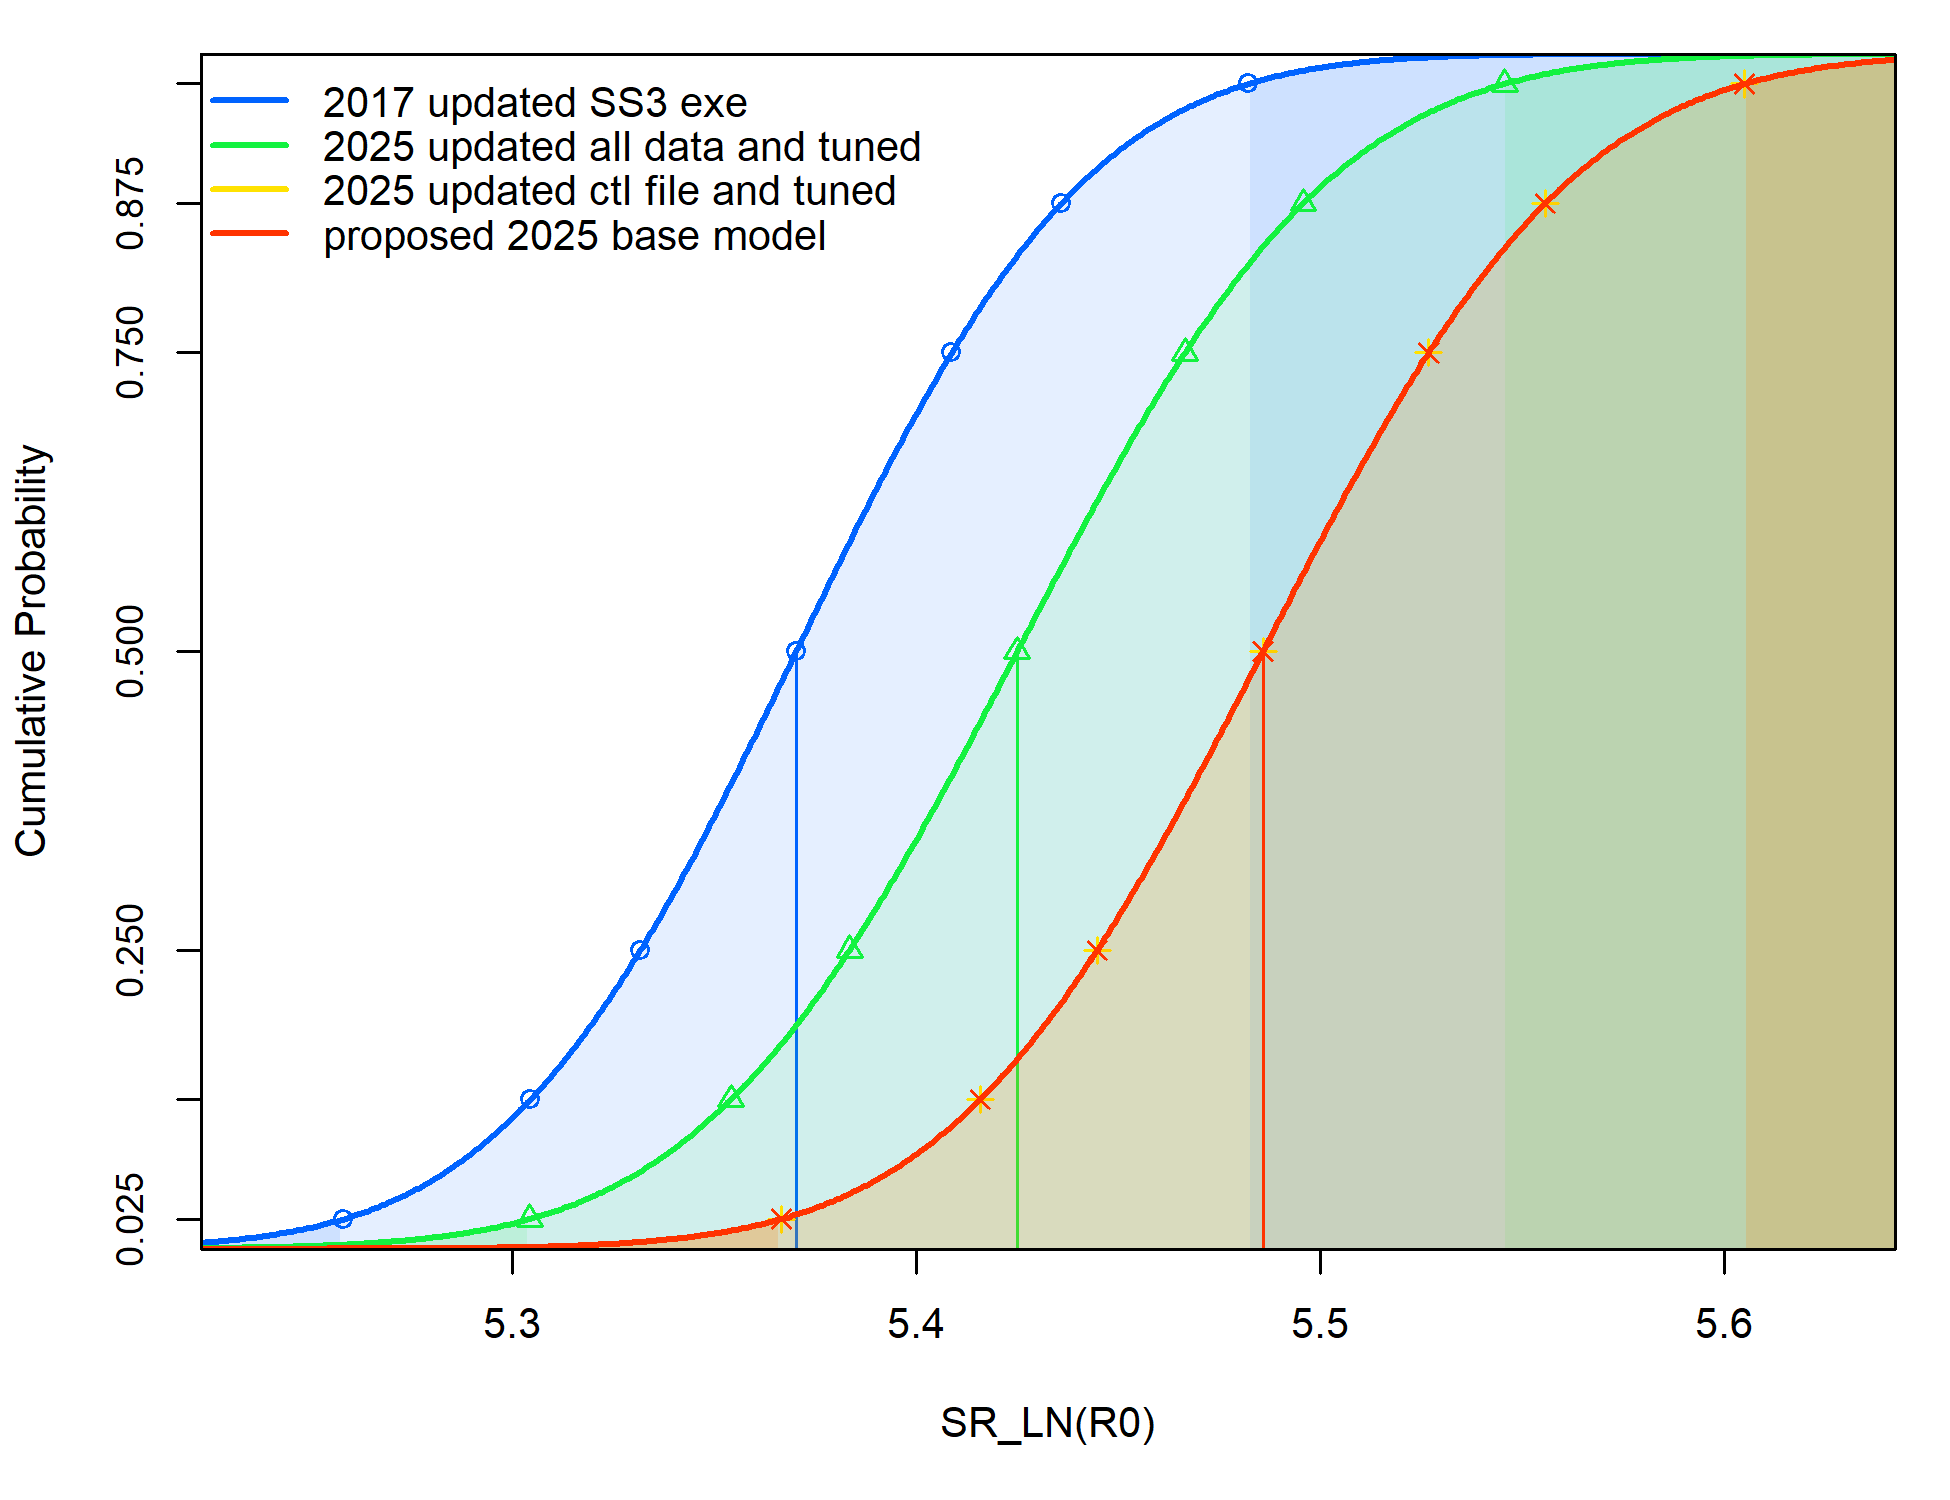 2017 updated SS3 exe
2025 updated all data and tuned
2025 updated ctl file and tuned
proposed 2025 base model
Cumulative Probability
0.875
0.750
0.500
0.250
0.025
5.3 5.4 5.5 5.6
SR_LN(R0)